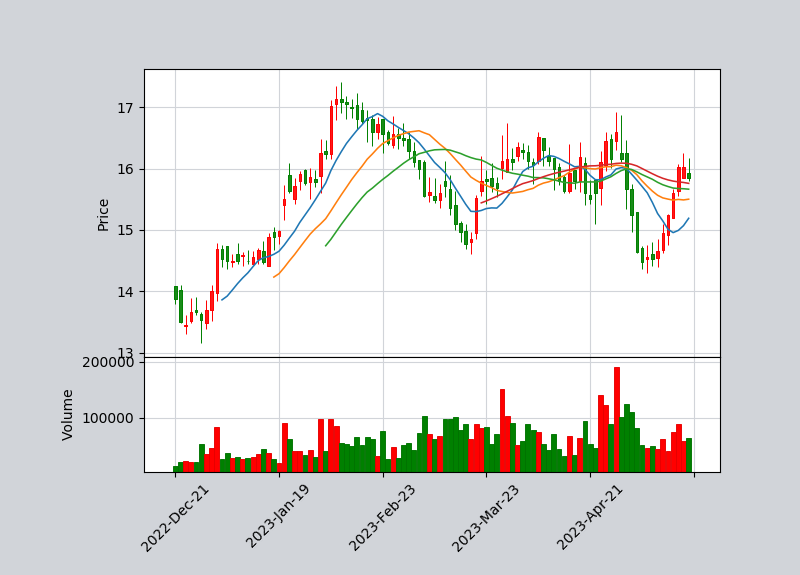 17
16
15
14
13
Price
200000
100000
Volume
2022-Dec-21
2023-Jan-19
2023-Feb-23
2023-Mar-23
2023-Apr-21